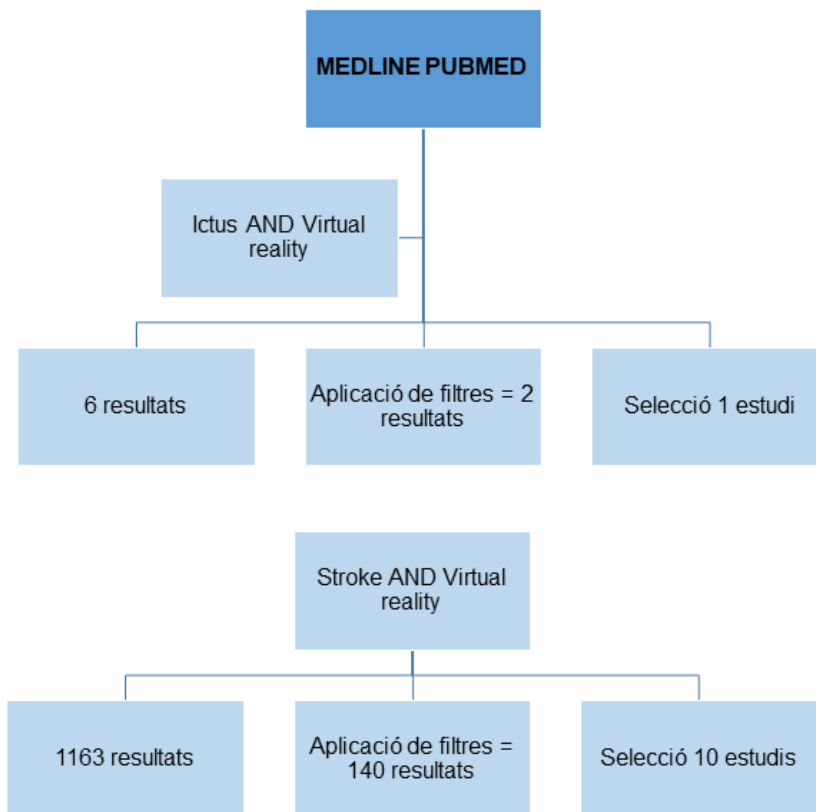 MEDLINE PUBMED
Ictus AND Virtual
reality
6 resultats
Aplicació de filtres = 2
resultats
Selecció 1 estudi
Stroke AND Virtual
reality
1163 resultats
Aplicació de filtres =
140 resultats
Selecció 10 estudis